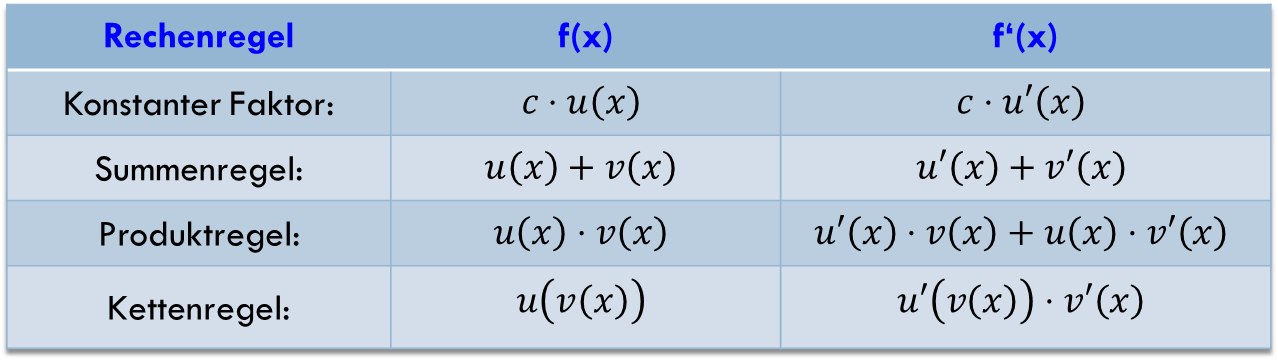 Rechenregel f(x) f‘(x)
Konstanter Faktor: c · u(x) c · u′(x)
Summenregel: u(x) + v(x) u′(x) + v′(x)
Produktregel: u(x) · v(x) u′(x) · v(x) + u(x) · v′(x)
Kettenregel: u(v(x)) u′(v(x)) · v′(x)